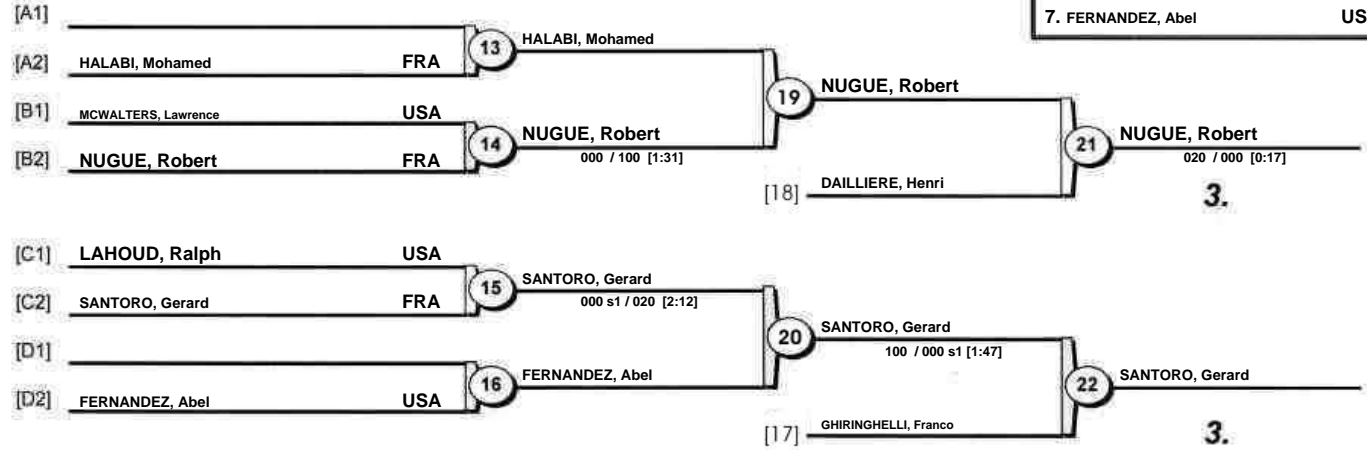 7. FERNANDEZ, Abel US
[A1]
13 HALABI, Mohamed
[A2] HALABI, Mohamed FRA
19 NUGUE, Robert
[B1] MCWALTERS, Lawrence USA
14 NUGUE, Robert
000 / 100 [1:31]
[B2] NUGUE, Robert FRA
21 NUGUE, Robert
020 / 000 [0:17]
[18] DAILLIERE, Henri
3.
[C1] LAHOUD, Ralph USA
15 SANTORO, Gerard
000 s1 / 020 [2:12]
[C2] SANTORO, Gerard FRA
20 SANTORO, Gerard
100 / 000 s1 [1:47]
[D1]
16 FERNANDEZ, Abel
[D2] FERNANDEZ, Abel USA
22 SANTORO, Gerard
[17] GHIRINGHELLI, Franco
3.